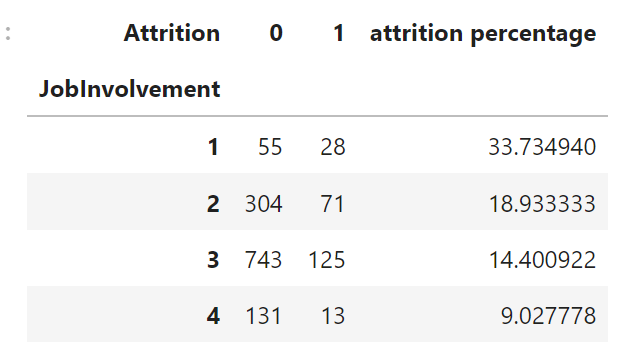 : Attrition 0 1 attrition percentage
JobInvolvement
1 55 28 33.734940
2 304 71 18.933333
3 743 125 14.400922
4 131 13 9.027778